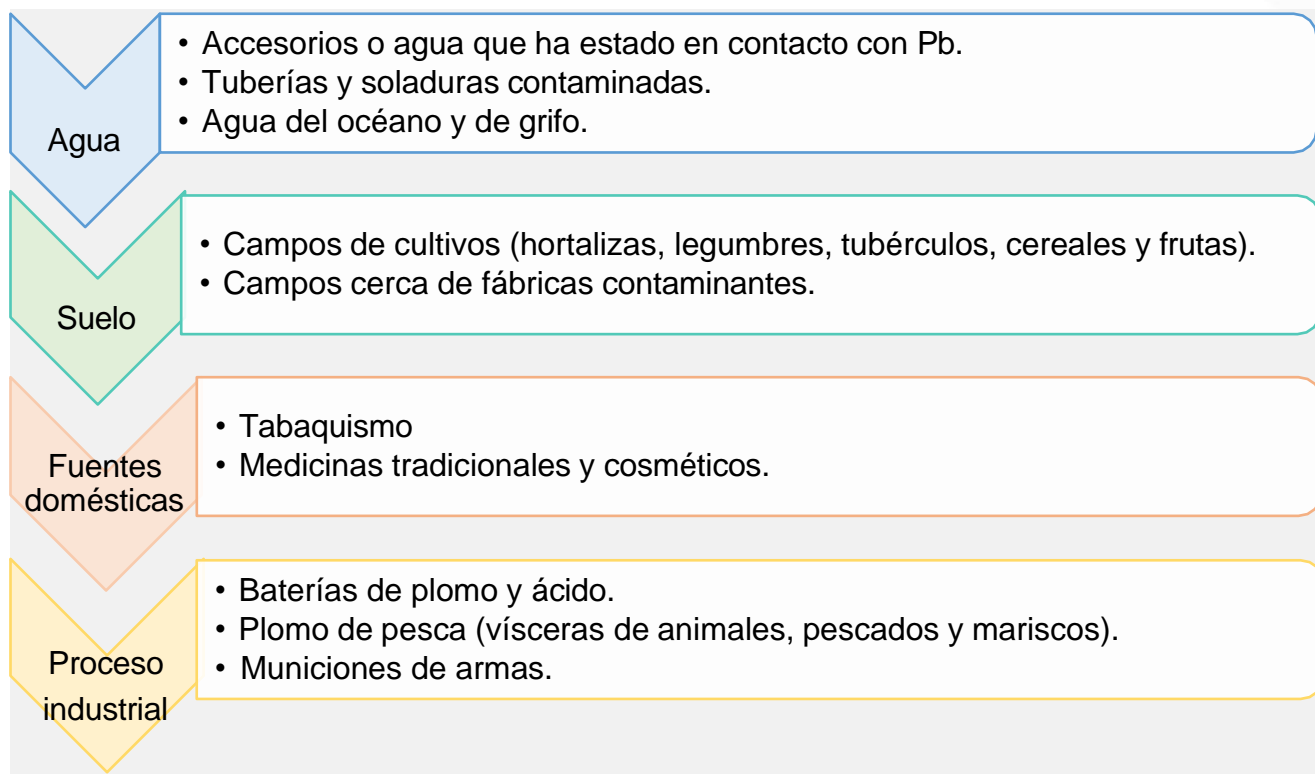 Agua
• Accesorios o agua que ha estado en contacto con Pb.
• Tuberías y soladuras contaminadas.
• Agua del océano y de grifo.
Suelo
• Campos de cultivos (hortalizas, legumbres, tubérculos, cereales y frutas).
• Campos cerca de fábricas contaminantes.
Fuentes
domésticas
• Tabaquismo
• Medicinas tradicionales y cosméticos.
Proceso
industrial
• Baterías de plomo y ácido.
• Plomo de pesca (vísceras de animales, pescados y mariscos).
• Municiones de armas.